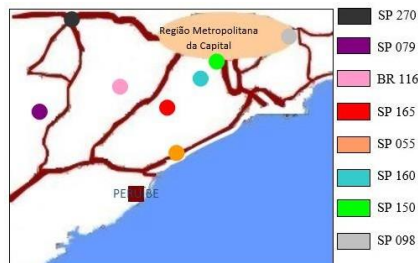 Região Metropolitana
da Capital
PERUIBE
SP 270
SP 079
BR 116
SP 165
SP 055
SP 160
SP 150
SP 098